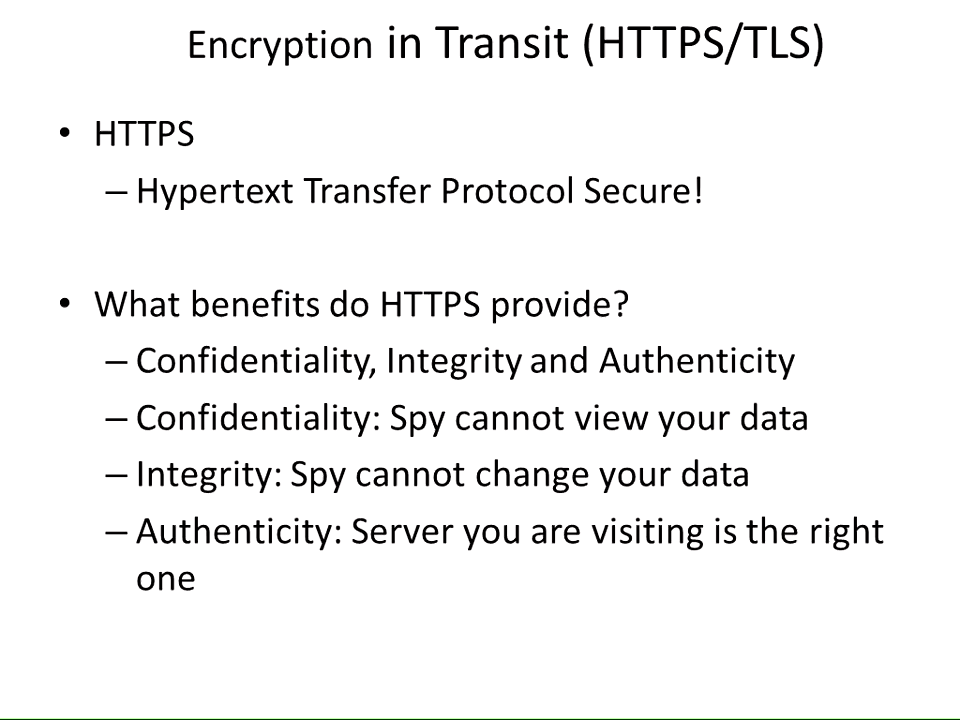 Encryption in Transit (HTTPS/TLS)
• HTTPS
– Hypertext Transfer Protocol Secure!
• What benefits do HTTPS provide?
– Confidentiality, Integrity and Authenticity
– Confidentiality: Spy cannot view your data
– Integrity: Spy cannot change your data
– Authenticity: Server you are visiting is the right
one